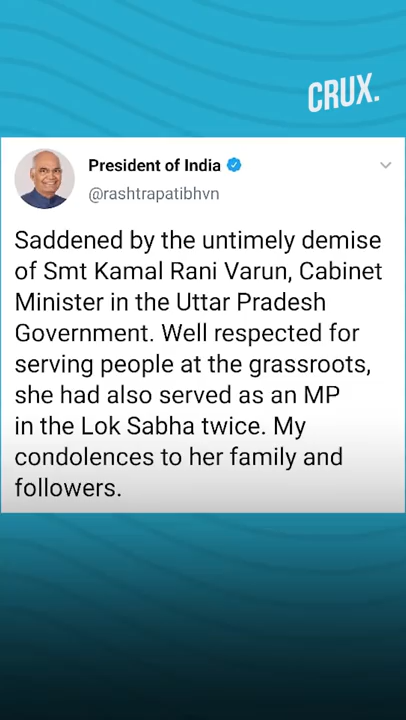 CRUX.
President of India
@rashtrapatibhvn
Saddened by the untimely demise
of Smt Kamal Rani Varun, Cabinet
Minister in the Uttar Pradesh
Government. Well respected for
serving people at the grassroots,
she had also served as an MP
in the Lok Sabha twice. My
condolences to her family and
followers.